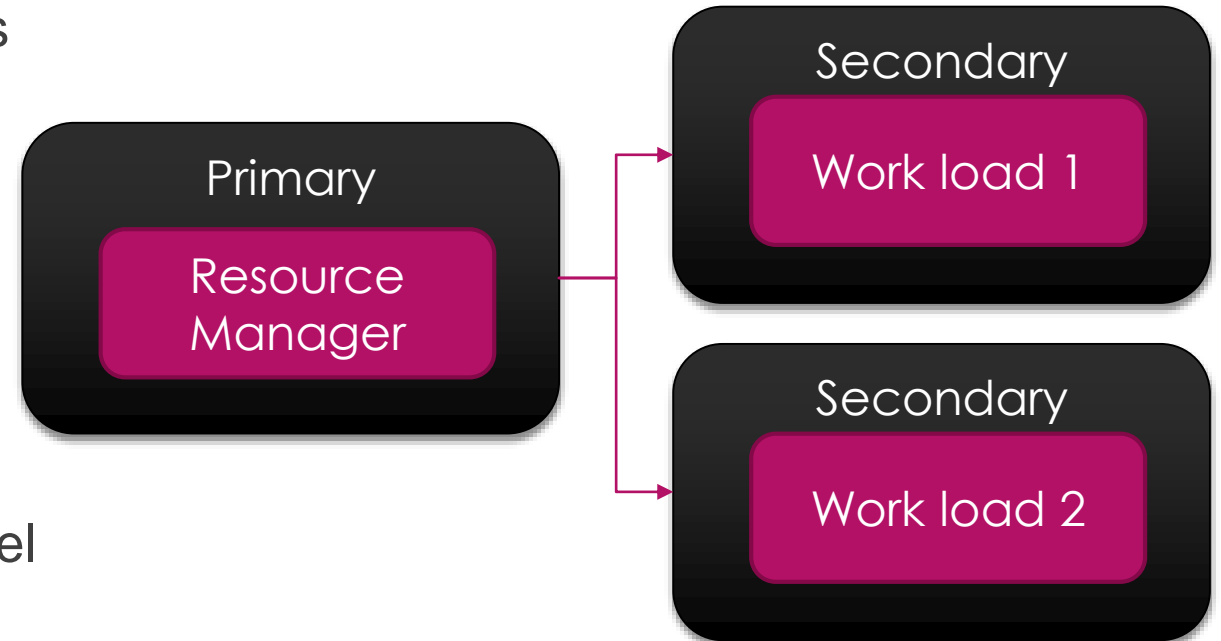 Primary
Resource
Manager
Secondary
Work load 1
Secondary
Work load 2